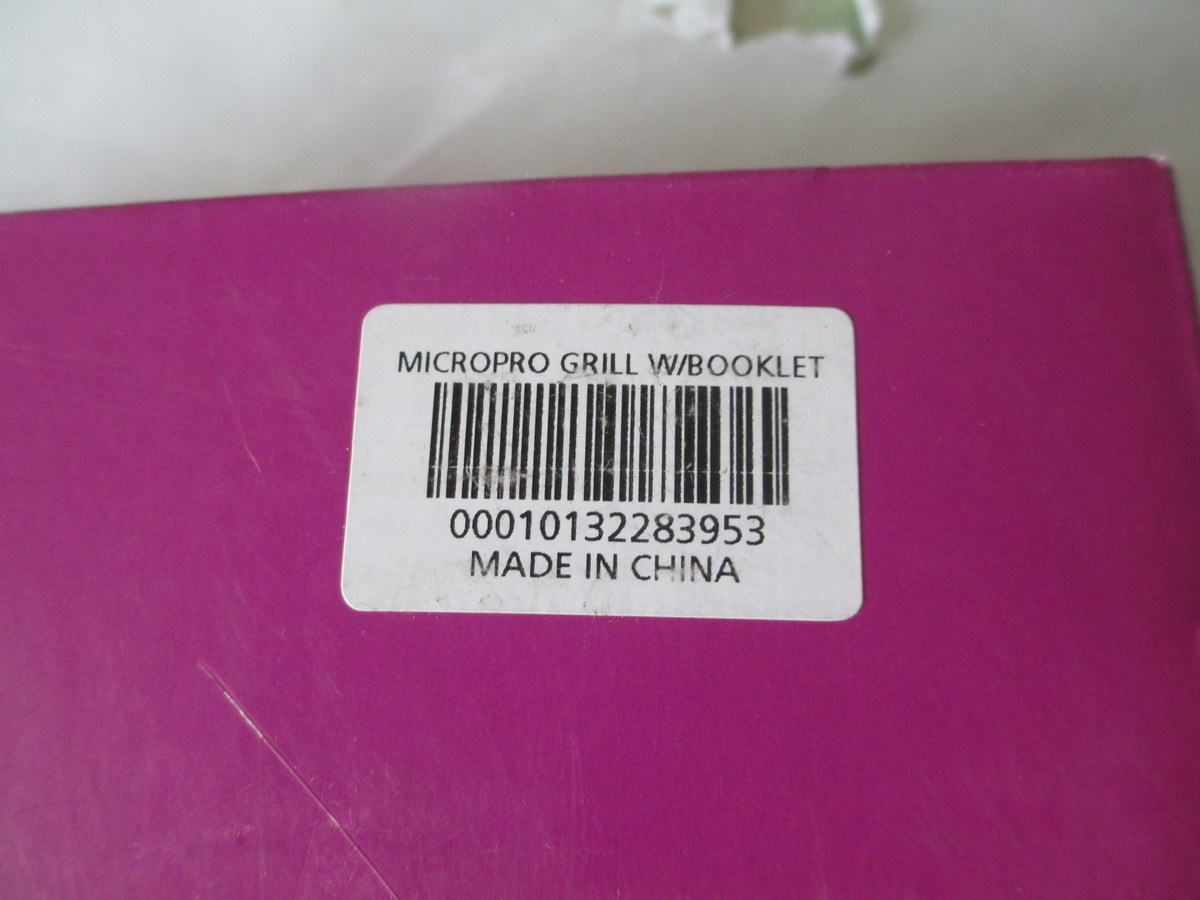 MICROPRO GRILL W/BOOKLET
00010132283953
MADE IN CHINA